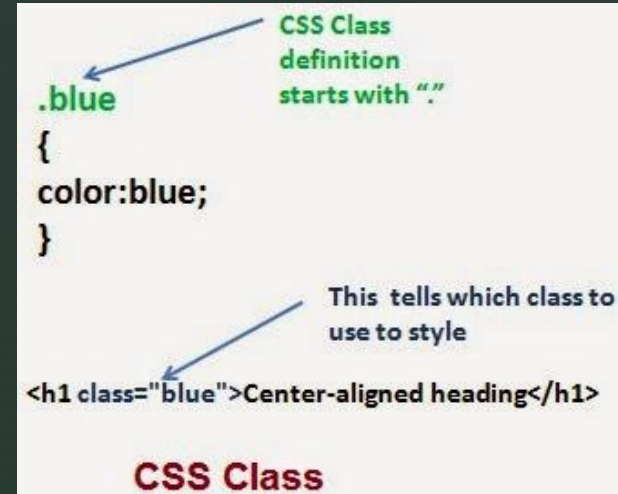 CSS Class
definition
starts with “.”
.blue
{
color:blue;
}
This tells which class to
use to style
<h1 class="blue">Center-aligned heading</h1>
CSS Class